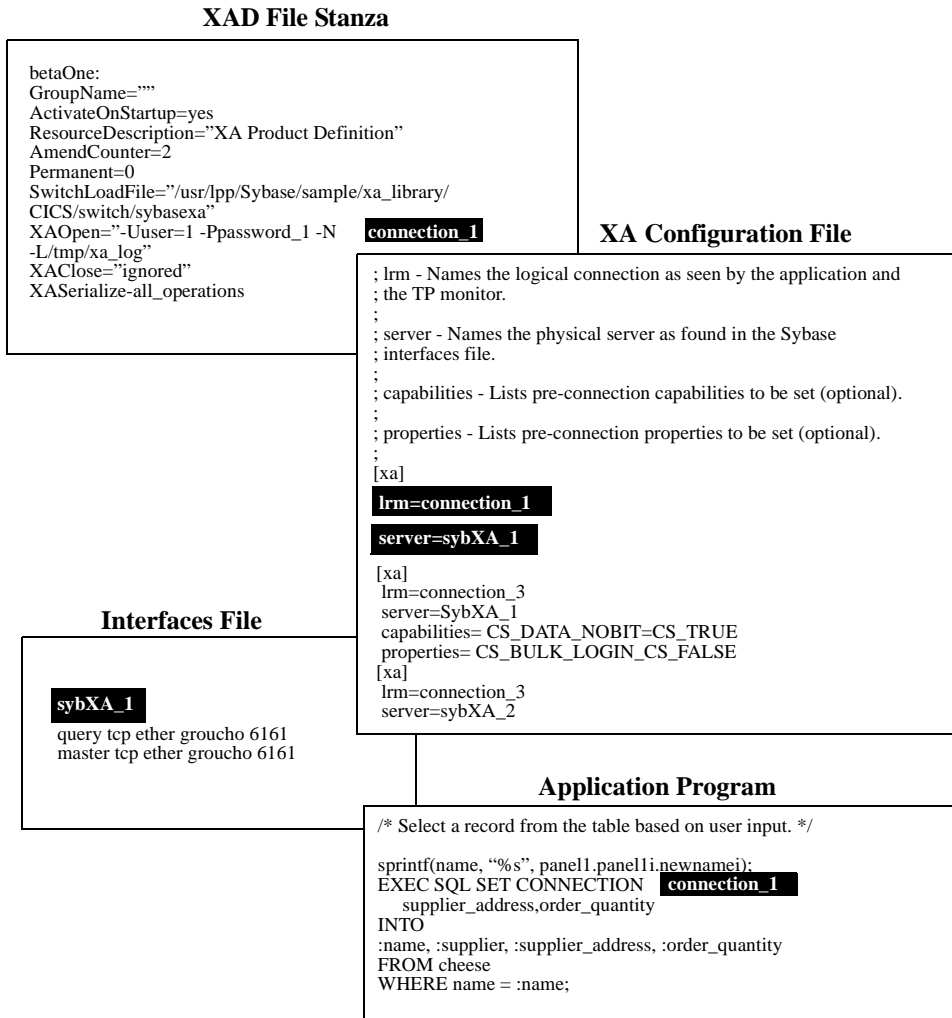 XAD File Stanza
betaOne:
GroupName=””
ActivateOnStartup=yes
ResourceDescription=”XA Product Definition”
AmendCounter=2
Permanent=0
SwitchLoadFile=”/usr/lpp/Sybase/sample/xa_library/
CICS/switch/sybasexa”
XAOpen=”-Uuser=1 -Ppassword_1 -N connection_1
-L/tmp/xa_log”
XAClose=”ignored”
XASerialize-all_operations
XA Configuration File
; lrm - Names the logical connection as seen by the application and
; the TP monitor.
;
; server - Names the physical server as found in the Sybase
; interfaces file.
;
; capabilities - Lists pre-connection capabilities to be set (optional).
;
; properties - Lists pre-connection properties to be set (optional).
;
[xa]
lrm=connection_1
server=sybXA_1
[xa]
lrm=connection_3
server=SybXA_1
capabilities= CS_DATA_NOBIT=CS_TRUE
properties= CS_BULK_LOGIN_CS_FALSE
[xa]
lrm=connection_3
server=sybXA_2
Interfaces File
sybXA_1
query tcp ether groucho 6161
master tcp ether groucho 6161
Application Program
/* Select a record from the table based on user input. */
sprintf(name, “%s”, panel1.panel1i.newnamei);
EXEC SQL SET CONNECTION connection_1
supplier_address,order_quantity
INTO
:name, :supplier, :supplier_address, :order_quantity
FROM cheese
WHERE name = :name;